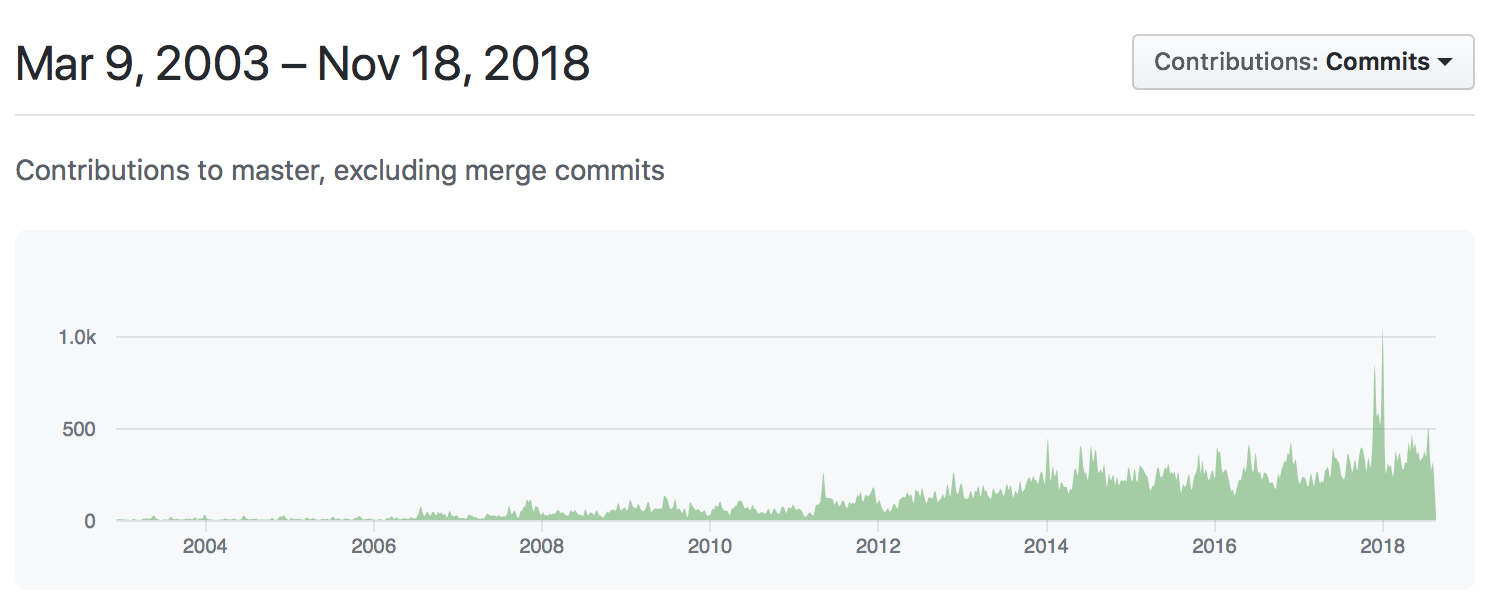 Mar 9, 2003 – Nov 18, 2018
Contributions: Commits
Contributions to master, excluding merge commits
1.0k
500
0
2004 2006 2008 2010 2012 2014 2016 2018